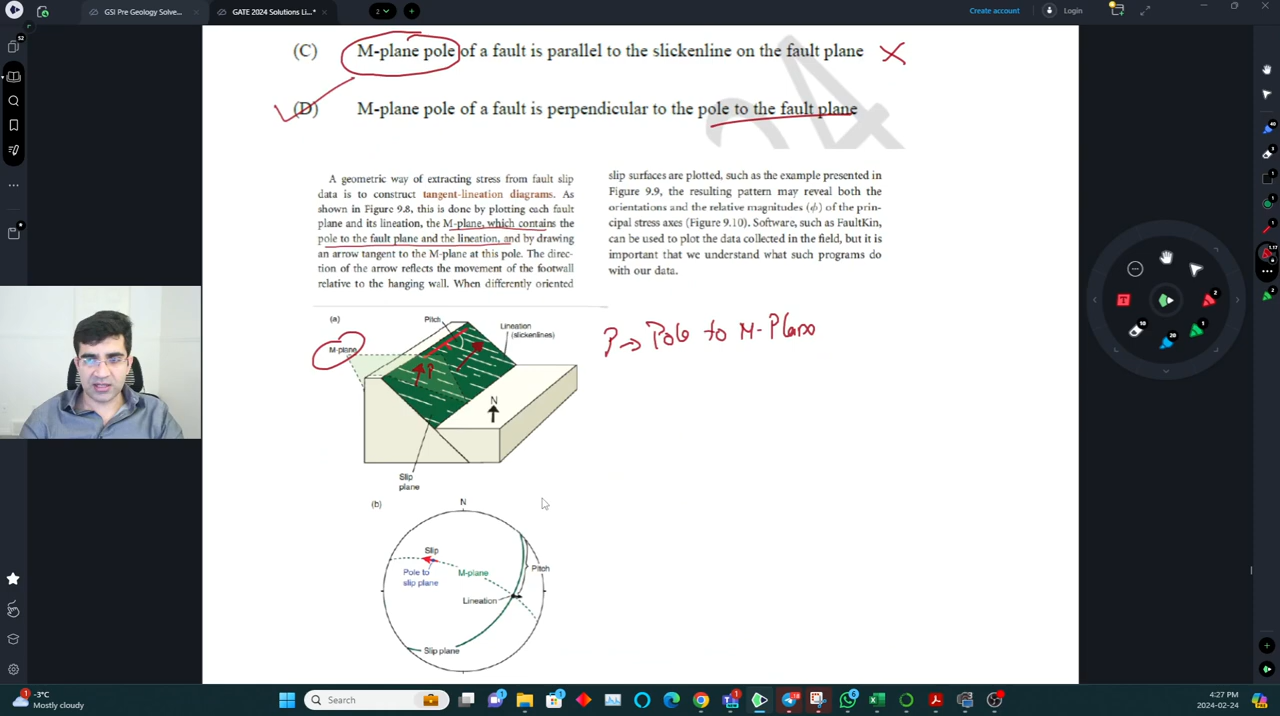 GSI Pre Geology Solve...
GATE 2024 Solutions Li...*
2
Create account
Login
(C) M-plane pole of a fault is parallel to the slickenline on the fault plane
(D) M-plane pole of a fault is perpendicular to the pole to the fault plane
A geometric way of extracting stress from fault slip
data is to construct tangent-lineation diagrams. As
shown in Figure 9.8, this is done by plotting each fault
plane and its lineation, the M-plane, which contains the
pole to the fault plane and the lineation, and by drawing
an arrow tangent to the M-plane at this pole. The direc-
tion of the arrow reflects the movement of the footwall
relative to the hanging wall. When differently oriented
slip surfaces are plotted, such as the example presented in
Figure 9.9, the resulting pattern may reveal both the
orientations and the relative magnitudes (ϕ) of the prin-
cipal stress axes (Figure 9.10). Software, such as FaultKin,
can be used to plot the data collected in the field, but it is
important that we understand what such programs do
with our data.
(a)
Pitch
Lineation
(slickenlines)
M-plane
P
N
Slip
plane
P → Pole to M-Plane
(b)
N
Slip
Pole to
slip plane
M-plane
Pitch
Lineation
Slip plane
-3°C
Mostly cloudy
Search
4:27 PM
2024-02-24